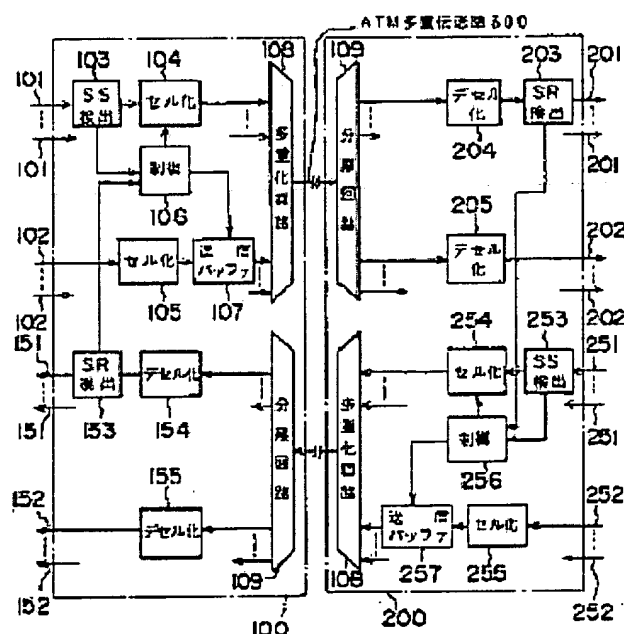 ATM多重伝送路300
103
104
108
109
203
201
101
SS
検出
セル化
デセル
化
SR
検出
101
制御
106
204
201
多
重
化
回
路
分
離
回
路
205
102
セル化
送信
バッファ
デセル
化
202
102
105
107
202
151
254
253
251
SR
検出
デセル化
セル化
SS
検出
151
153
154
251
分
離
回
路
多
重
化
回
路
制御
256
155
152
デセル化
送信
バッファ
セル化
252
152
109
108
257
255
252
100
200